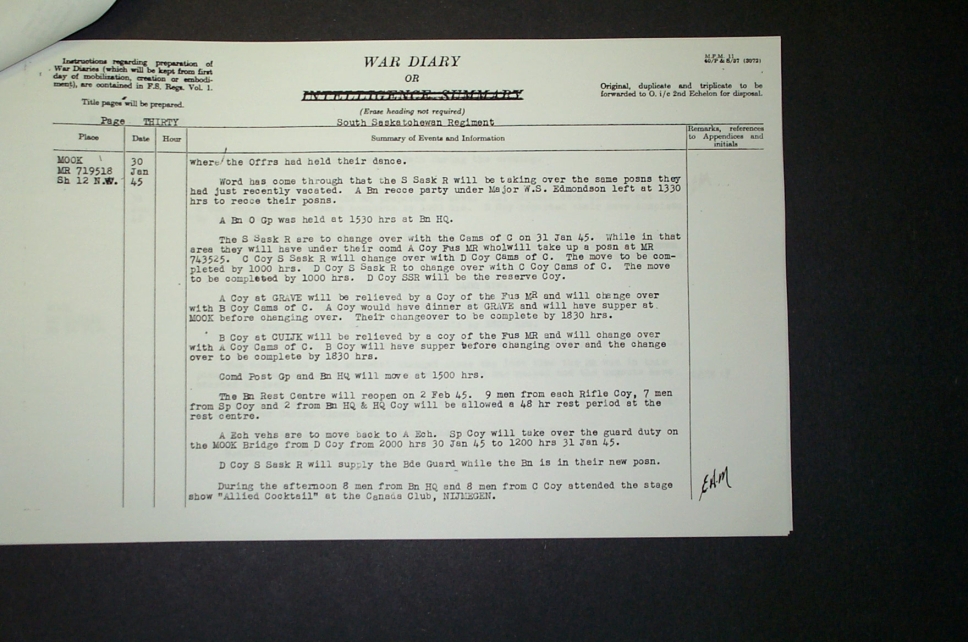 Instructions regarding preparation of
War Diaries (which will be kept from first
day of mobilization, creation or embodi-
ment), are contained in F.S. Regs. Vol. 1.
Title pages will be prepared.
WAR DIARY
OR
INTELLIGENCE SUMMARY
(Erase heading not required)
M.F.M. 11
Original, duplicate and triplicate to be
forwarded to O. i/c 2nd Echelon for disposal.
Page THIRTY
South Saskatchewan Regiment
Place Date Hour Summary of Events and Information
Remarks, references
to Appendices and
initials
MOOK 30
MR 719518 Jan
Sh 12 N.W. 45
where the Offrs had held their dance.
Word has come through that the S Sask R will be taking over the same posns they
had just recently vacated. A Bn recce party under Major W.S. Edmondson left at 1330
hrs to recce their posns.
A Bn O Gp was held at 1530 hrs at Bn HQ.
The S Sask R are to change over with the Cams of C on 31 Jan 45. While in that
area they will have under their comd A Coy Fus MR who will take up a posn at MR
743525. C Coy S Sask R will change over with D Coy Cams of C. The move to be com-
pleted by 1000 hrs. D Coy S Sask R to change over with C Coy Cams of C. The move
to be completed by 1000 hrs. D Coy SSR will be the reserve Coy.
A Coy at GRAVE will be relieved by a Coy of the Fus MR and will change over
with B Coy Cams of C. A Coy would have dinner at GRAVE and will have supper at
MOOK before changing over. Their changeover to be complete by 1830 hrs.
B Coy at CUIJK will be relieved by a coy of the Fus MR and will change over
with A Coy Cams of C. B Coy will have supper before changing over and the change
over to be complete by 1830 hrs.
Comd Post Gp and Bn HQ will move at 1500 hrs.
The Bn Rest Centre will reopen on 2 Feb 45. 9 men from each Rifle Coy, 7 men
from Sp Coy and 2 from Bn HQ & HQ Coy will be allowed a 48 hr rest period at the
rest centre.
A Ech vehs are to move back to A Ech. Sp Coy will take over the guard duty on
the MOOK Bridge from D Coy from 2000 hrs 30 Jan 45 to 1200 hrs 31 Jan 45.
D Coy S Sask R will supply the Bde Guard while the Bn is in their new posn.
During the afternoon 8 men from Bn HQ and 8 men from C Coy attended the stage
show "Allied Cocktail" at the Canada Club, NIJMEGEN.